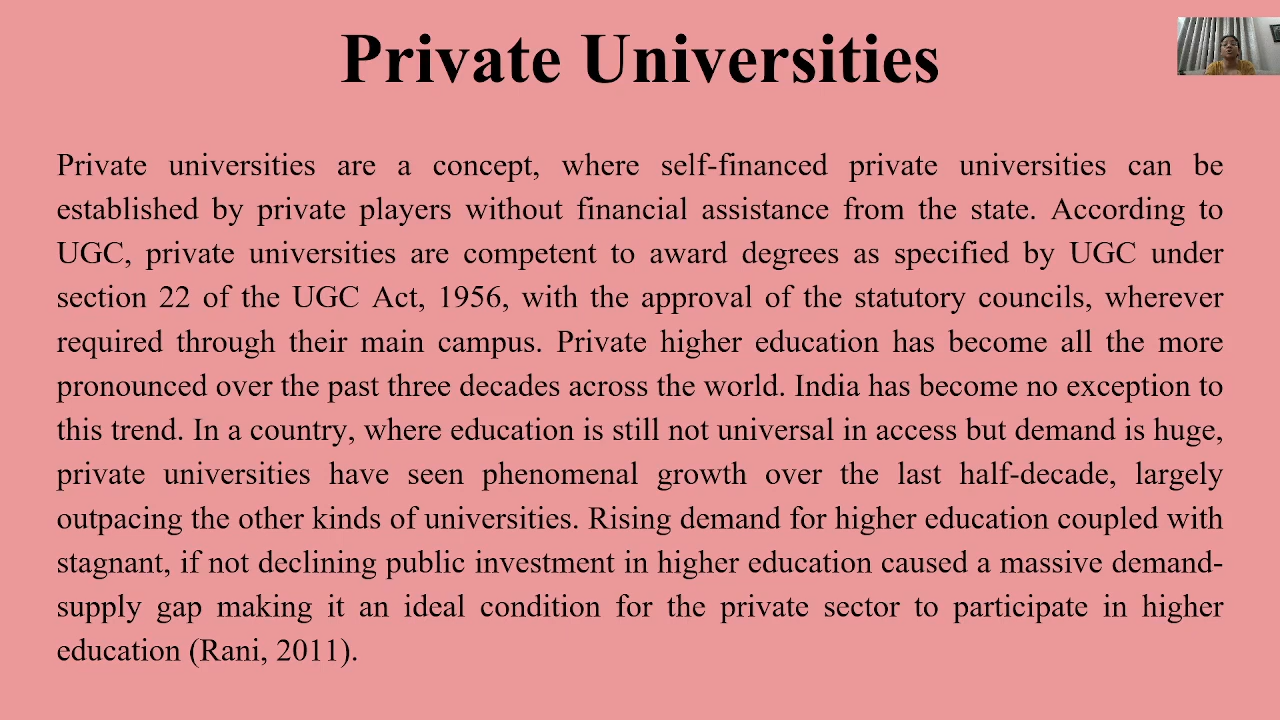 Private Universities
Private universities are a concept, where self-financed private universities can be
established by private players without financial assistance from the state. According to
UGC, private universities are competent to award degrees as specified by UGC under
section 22 of the UGC Act, 1956, with the approval of the statutory councils, wherever
required through their main campus. Private higher education has become all the more
pronounced over the past three decades across the world. India has become no exception to
this trend. In a country, where education is still not universal in access but demand is huge,
private universities have seen phenomenal growth over the last half-decade, largely
outpacing the other kinds of universities. Rising demand for higher education coupled with
stagnant, if not declining public investment in higher education caused a massive demand-
supply gap making it an ideal condition for the private sector to participate in higher
education (Rani, 2011).